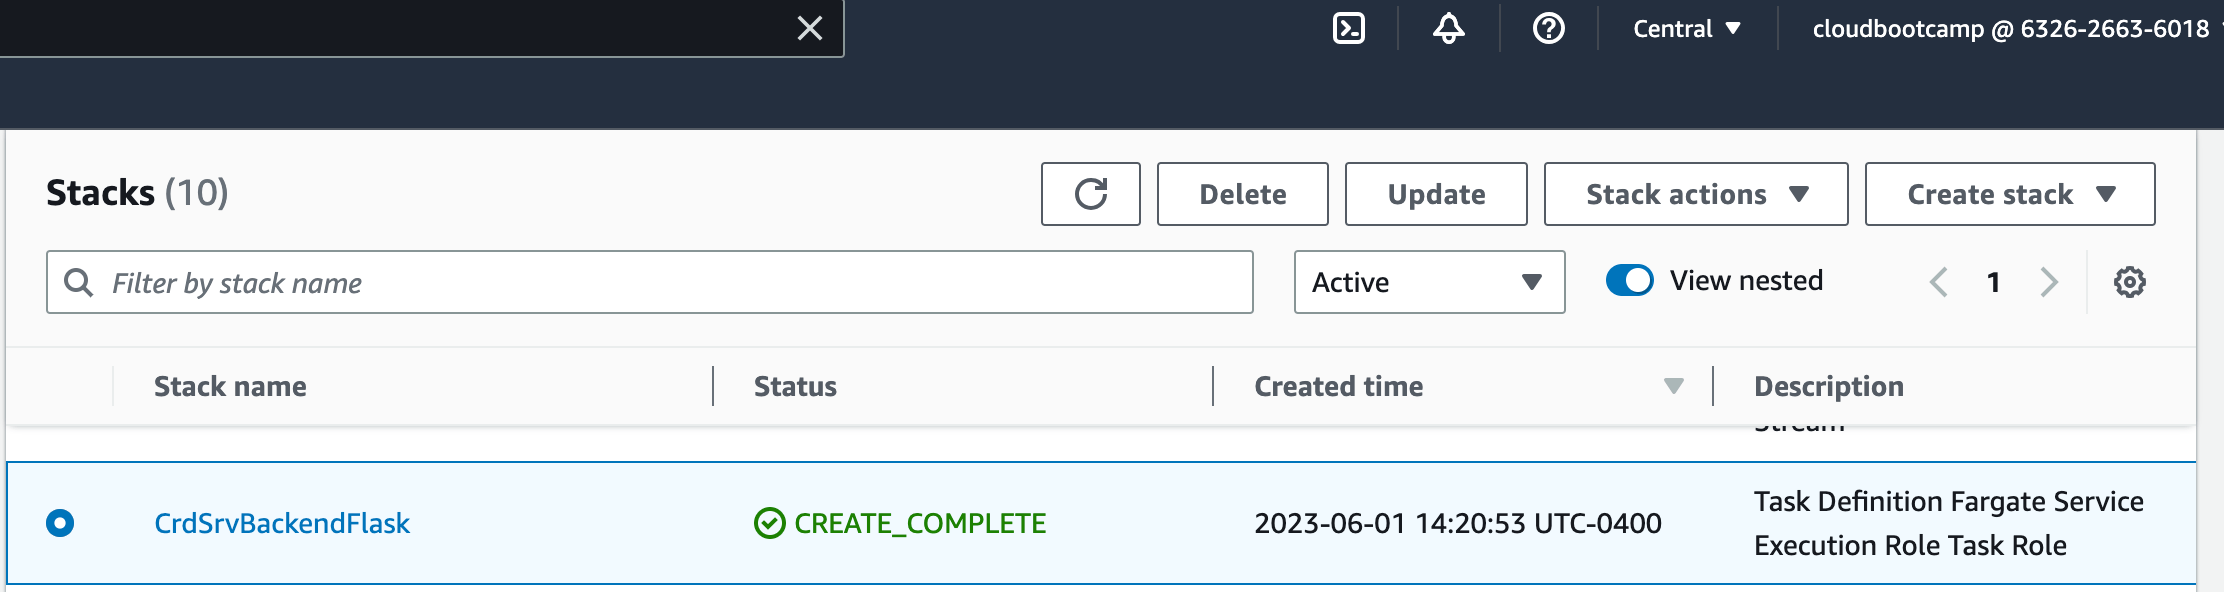 Central ▼
cloudbootcamp @ 6326-2663-6018
Stacks (10)
Delete
Update
Stack actions ▼
Create stack ▼
Filter by stack name
Active ▼
View nested
1
Stack name
Status
Created time
Description
Stream
CrdSrvBackendFlask
CREATE_COMPLETE
2023-06-01 14:20:53 UTC-0400
Task Definition Fargate Service
Execution Role Task Role